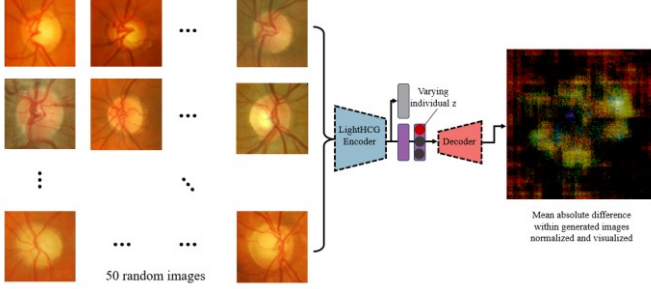 50 random images
LightHCG
Encoder
Varying
individual z
Decoder
Mean absolute difference
within generated images
normalized and visualized